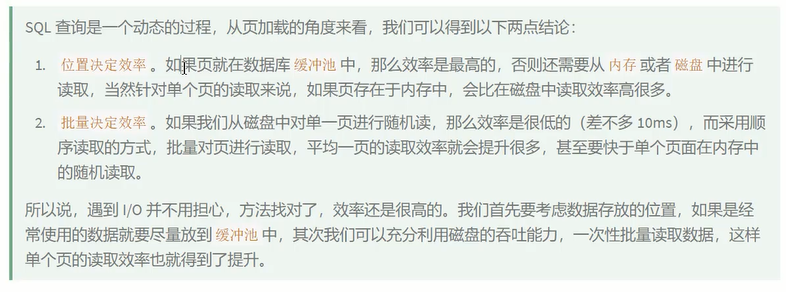 SQL 查询是一个动态的过程，从页加载的角度来看，我们可以得到以下两点结论：
1. 位置决定效率。如果页就在数据库 缓冲池 中，那么效率是最高的，否则还需要从 内存 或者 磁盘 中进行
读取，当然针对单个页的读取来说，如果页存在于内存中，会比在磁盘中读取效率高很多。
2. 批量决定效率。如果我们从磁盘中对单一页进行随机读，那么效率是很低的（差不多 10ms），而采用顺
序读取的方式，批量对页进行读取，平均一页的读取效率就会提升很多，甚至要快于单个页面在内存中
的随机读取。
所以说，遇到 I/O 并不用担心，方法找对了，效率还是很高的。我们首先要考虑数据存放的位置，如果是经
常使用的数据就要尽量放到 缓冲池 中，其次我们可以充分利用磁盘的吞吐能力，一次性批量读取数据，这样
单个页的读取效率也就得到了提升。